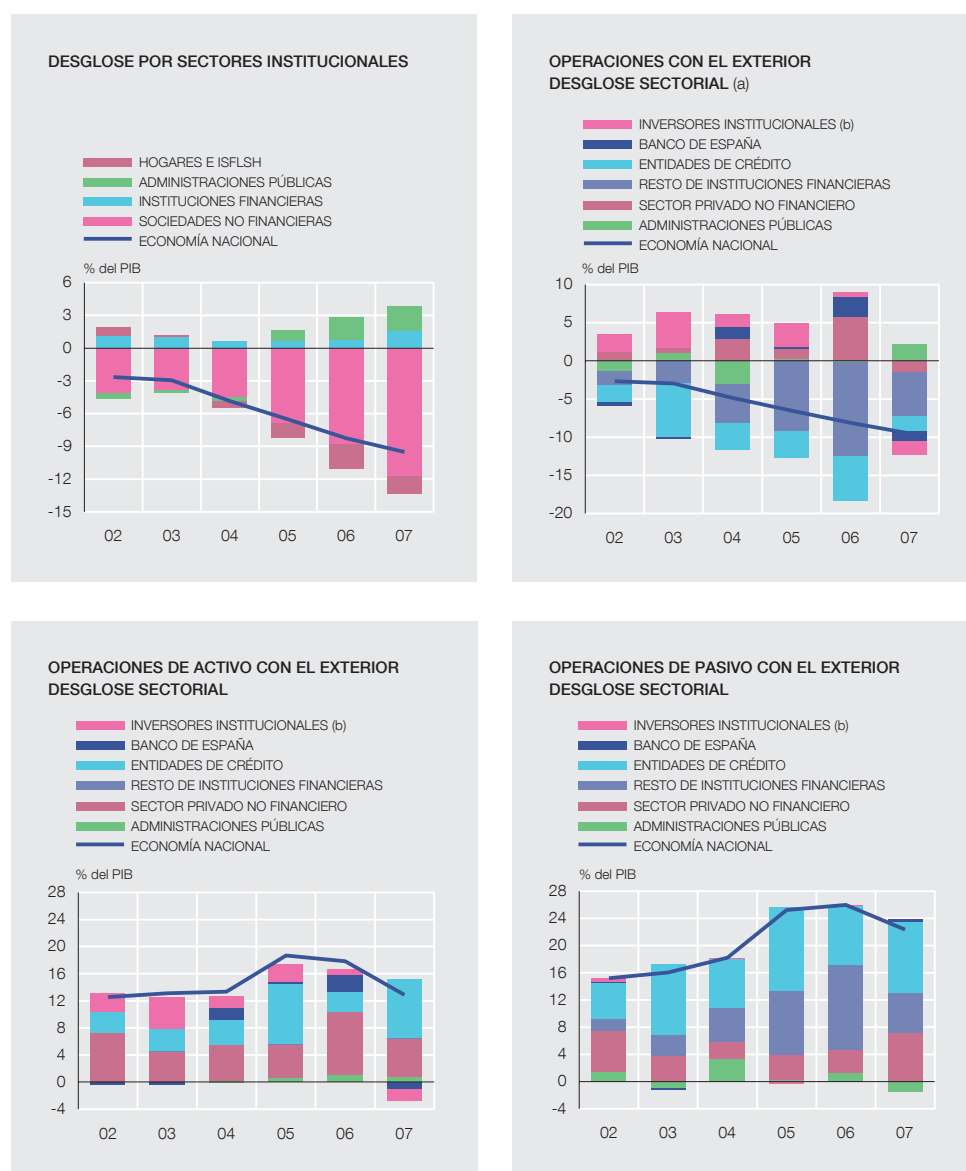 DESGLOSE POR SECTORES INSTITUCIONALES
HOGARES E ISFLSH
ADMINISTRACIONES PÚBLICAS
INSTITUCIONES FINANCIERAS
SOCIEDADES NO FINANCIERAS
ECONOMÍA NACIONAL
% del PIB
6
3
0
-3
-6
-9
-12
-15
02 03 04 05 06 07
OPERACIONES CON EL EXTERIOR
DESGLOSE SECTORIAL (a)
INVERSORES INSTITUCIONALES (b)
BANCO DE ESPAÑA
ENTIDADES DE CRÉDITO
RESTO DE INSTITUCIONES FINANCIERAS
SECTOR PRIVADO NO FINANCIERO
ADMINISTRACIONES PÚBLICAS
ECONOMÍA NACIONAL
% del PIB
10
5
0
-5
-10
-15
-20
02 03 04 05 06 07
OPERACIONES DE ACTIVO CON EL EXTERIOR
DESGLOSE SECTORIAL
INVERSORES INSTITUCIONALES (b)
BANCO DE ESPAÑA
ENTIDADES DE CRÉDITO
RESTO DE INSTITUCIONES FINANCIERAS
SECTOR PRIVADO NO FINANCIERO
ADMINISTRACIONES PÚBLICAS
ECONOMÍA NACIONAL
% del PIB
28
24
20
16
12
8
4
0
-4
02 03 04 05 06 07
OPERACIONES DE PASIVO CON EL EXTERIOR
DESGLOSE SECTORIAL
INVERSORES INSTITUCIONALES (b)
BANCO DE ESPAÑA
ENTIDADES DE CRÉDITO
RESTO DE INSTITUCIONES FINANCIERAS
SECTOR PRIVADO NO FINANCIERO
ADMINISTRACIONES PÚBLICAS
ECONOMÍA NACIONAL
% del PIB
28
24
20
16
12
8
4
0
-4
02 03 04 05 06 07